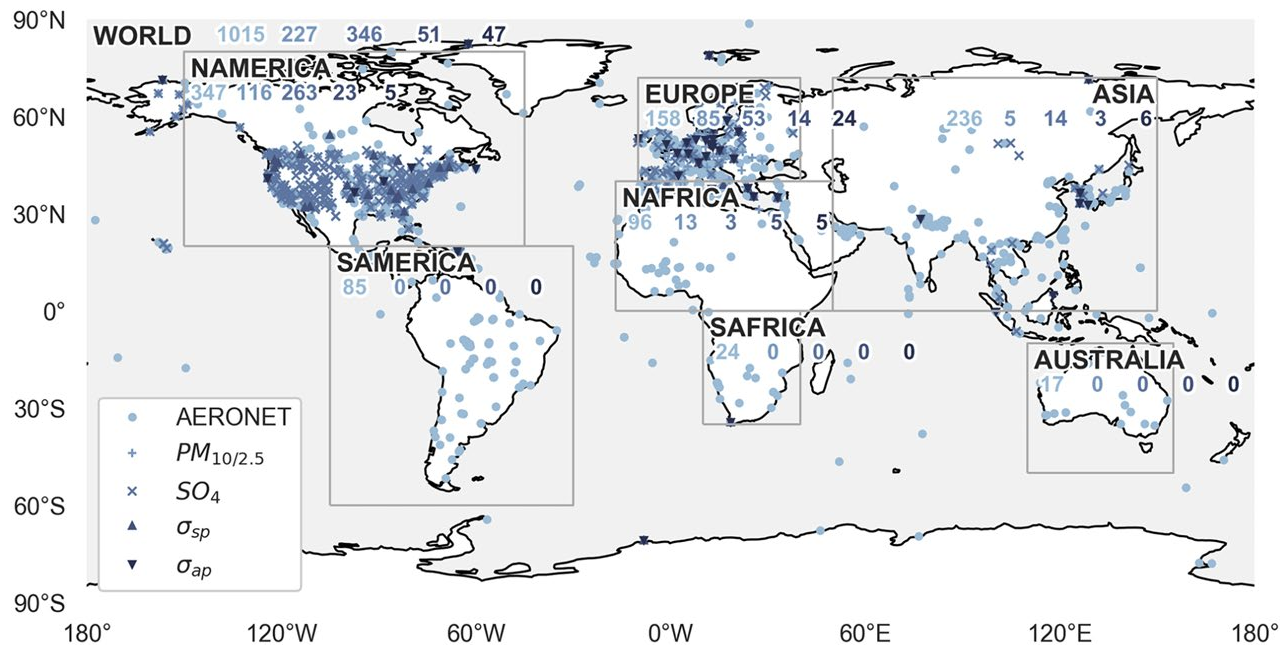 90°N
WORLD 1015 227 346 51 47
NAMERICA
347 116 263 23 5
EUROPE
158 85 53 14 24
ASIA
236 5 14 3 6
60°N
30°N
NAFRICA
96 13 3 5 5
SAMERICA
85 0 0 0 0
0°
SAFRICA
24 0 0 0 0
AUSTRALIA
17 0 0 0 0
30°S
60°S
90°S
AERONET
PM10/2.5
SO4
σsp
σap
180° 120°W 60°W 0°W 60°E 120°E 180°